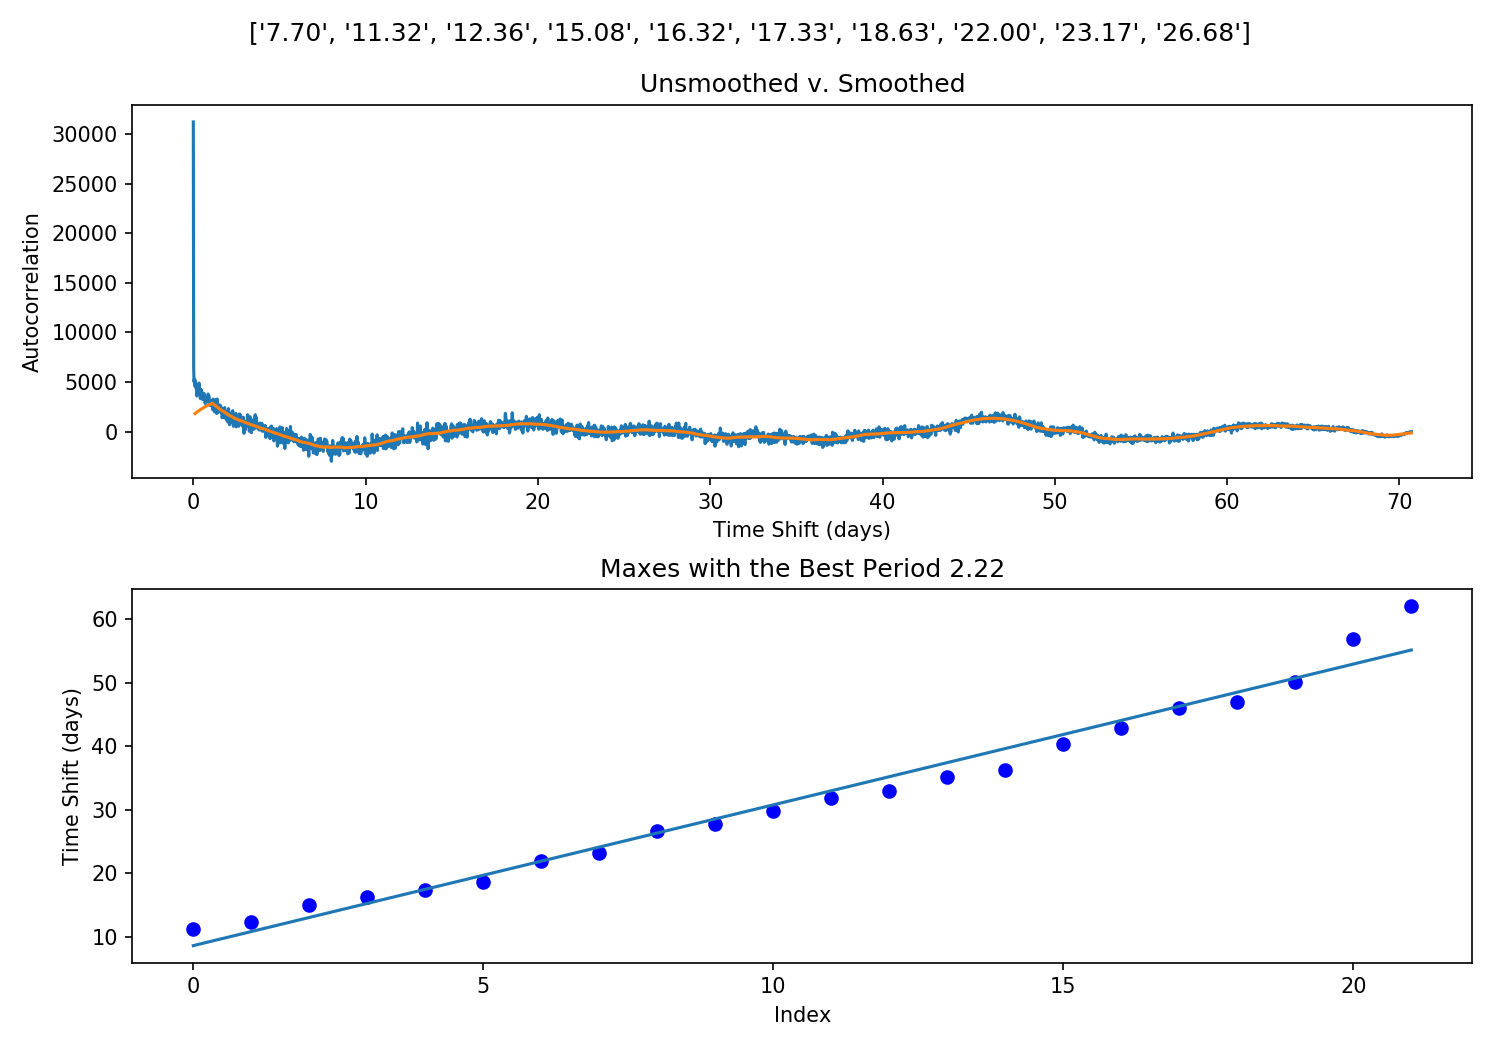 ['7.70', '11.32', '12.36', '15.08', '16.32', '17.33', '18.63', '22.00', '23.17', '26.68']
Unsmoothed v. Smoothed
30000
25000
20000
15000
10000
5000
0
Autocorrelation
0 10 20 30 40 50 60 70
Time Shift (days)
Maxes with the Best Period 2.22
60
50
40
30
20
10
Time Shift (days)
0 5 10 15 20
Index